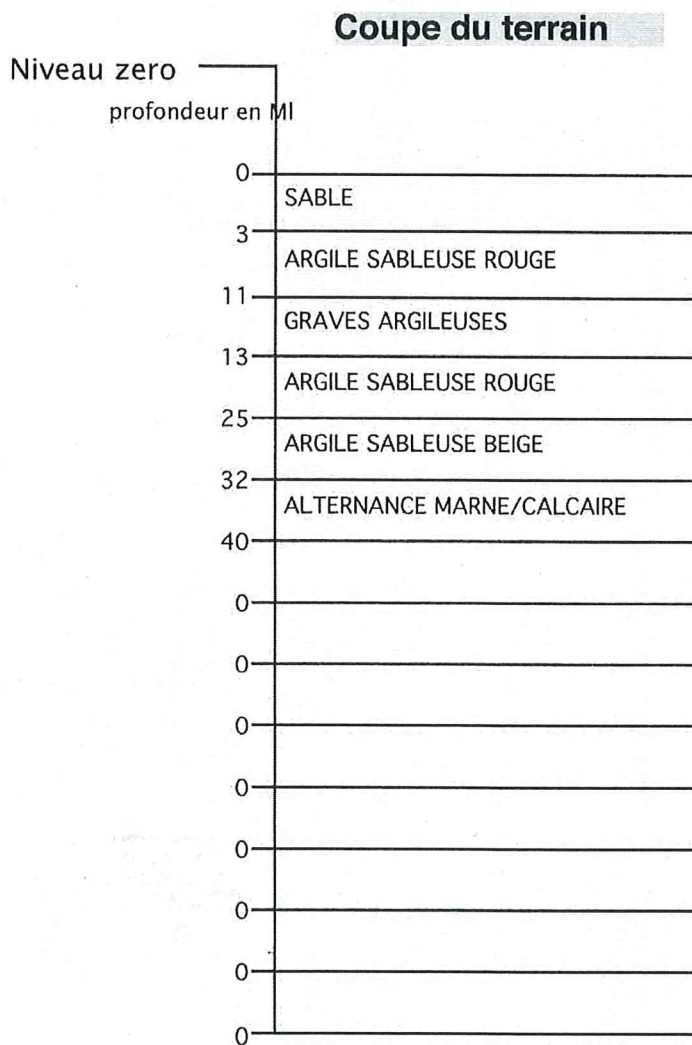 Coupe du terrain
Niveau zero
profondeur en Ml
0
SABLE
3
ARGILE SABLEUSE ROUGE
11
GRAVES ARGILEUSES
13
ARGILE SABLEUSE ROUGE
25
ARGILE SABLEUSE BEIGE
32
ALTERNANCE MARNE/CALCAIRE
40
0
0
0
0
0
0
0
0